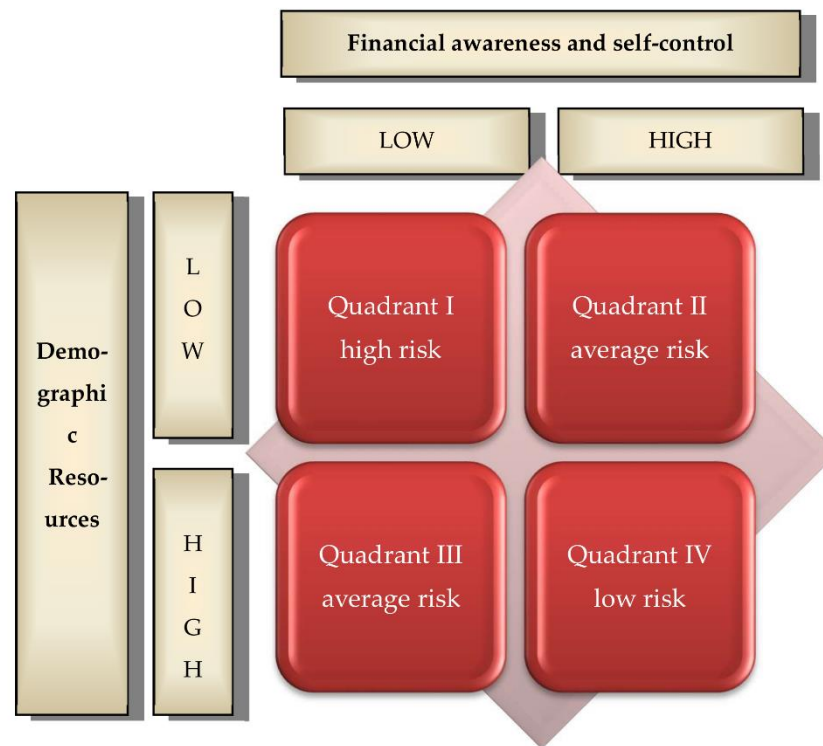 Financial awareness and self-control
LOW
HIGH
L
O
W
Quadrant I
high risk
Quadrant II
average risk
Demo-
graphi
c
Reso-
urces
H
I
G
H
Quadrant III
average risk
Quadrant IV
low risk